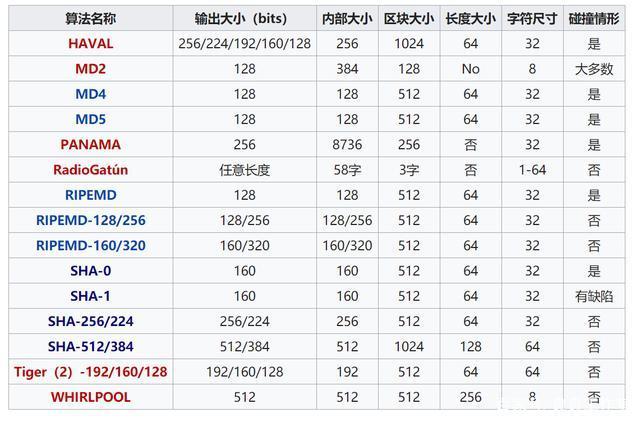 算法名称 输出大小（bits） 内部大小 区块大小 长度大小 字符尺寸 碰撞情形
HAVAL 256/224/192/160/128 256 1024 64 32 是
MD2 128 384 128 No 8 大多数
MD4 128 128 512 64 32 是
MD5 128 128 512 64 32 是
PANAMA 256 8736 256 否 32 是
RadioGatún 任意长度 58字 3字 否 1-64 否
RIPEMD 128 128 512 64 32 是
RIPEMD-128/256 128/256 128/256 512 64 32 否
RIPEMD-160/320 160/320 160/320 512 64 32 否
SHA-0 160 160 512 64 32 是
SHA-1 160 160 512 64 32 有缺陷
SHA-256/224 256/224 256 512 64 32 否
SHA-512/384 512/384 512 1024 128 64 否
Tiger（2）-192/160/128 192/160/128 192 512 64 64 否
WHIRLPOOL 512 512 512 256 8 否